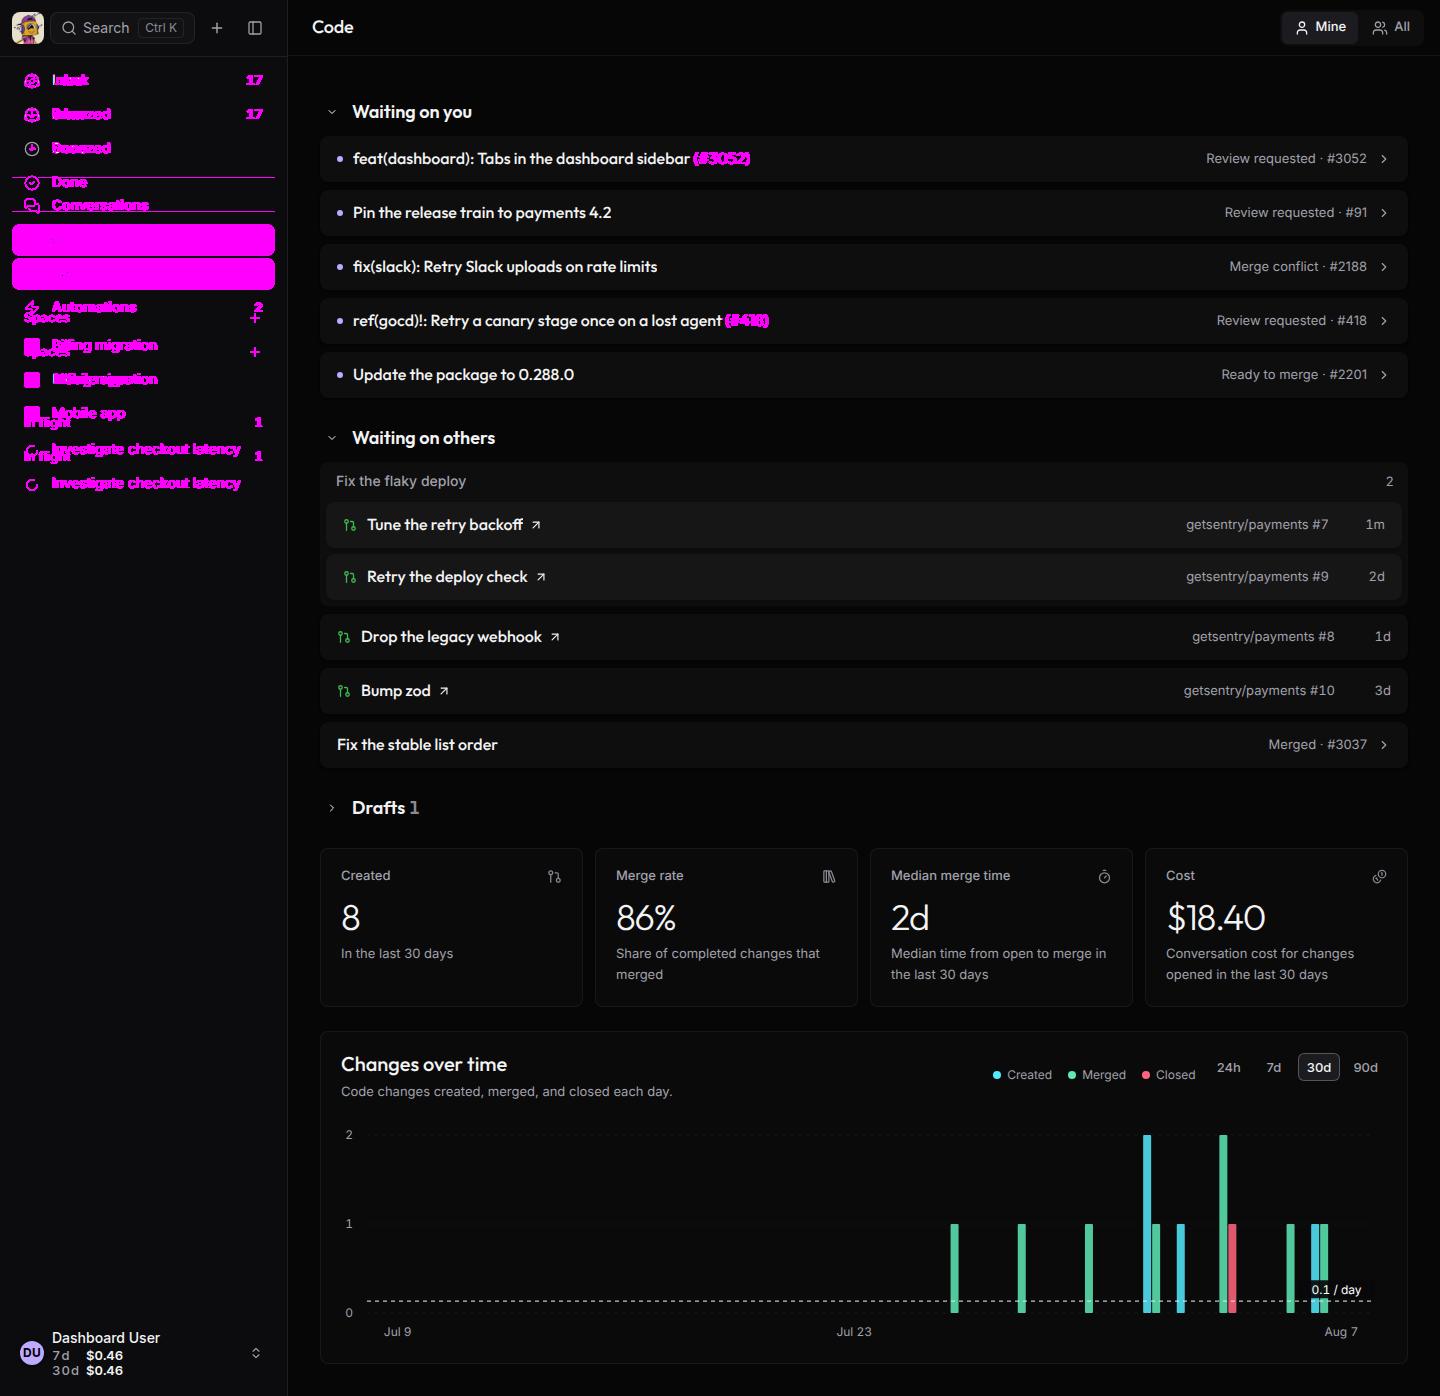 Search Ctrl K
Code
Mine All
17
17
Done
Conversations
Automations 2
Spaces +
Billing migration
Spaces +
Mobile app
In flight 1
Investigate checkout latency
In flight 1
Investigate checkout latency
Waiting on you
feat(dashboard): Tabs in the dashboard sidebar (#3052) Review requested · #3052
Pin the release train to payments 4.2 Review requested · #91
fix(slack): Retry Slack uploads on rate limits Merge conflict · #2188
ref(gocd)!: Retry a canary stage once on a lost agent (#418) Review requested · #418
Update the package to 0.288.0 Ready to merge · #2201
Waiting on others
Fix the flaky deploy 2
Tune the retry backoff getsentry/payments #7 1m
Retry the deploy check getsentry/payments #9 2d
Drop the legacy webhook getsentry/payments #8 1d
Bump zod getsentry/payments #10 3d
Fix the stable list order Merged · #3037
Drafts 1
Created
8
In the last 30 days
Merge rate
86%
Share of completed changes that
merged
Median merge time
2d
Median time from open to merge in
the last 30 days
Cost
$18.40
Conversation cost for changes
opened in the last 30 days
Changes over time
Code changes created, merged, and closed each day.
Created Merged Closed 24h 7d 30d 90d
2
1
0
0.1 / day
Jul 9 Jul 23 Aug 7
DU
Dashboard User
7d $0.46
30d $0.46